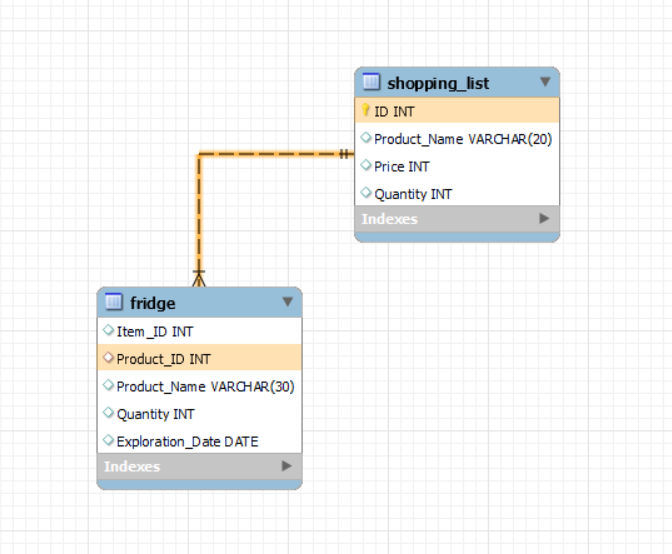 shopping_list
ID INT
Product_Name VARCHAR(20)
Price INT
Quantity INT
Indexes
fridge
Item_ID INT
Product_ID INT
Product_Name VARCHAR(30)
Quantity INT
Exploration_Date DATE
Indexes